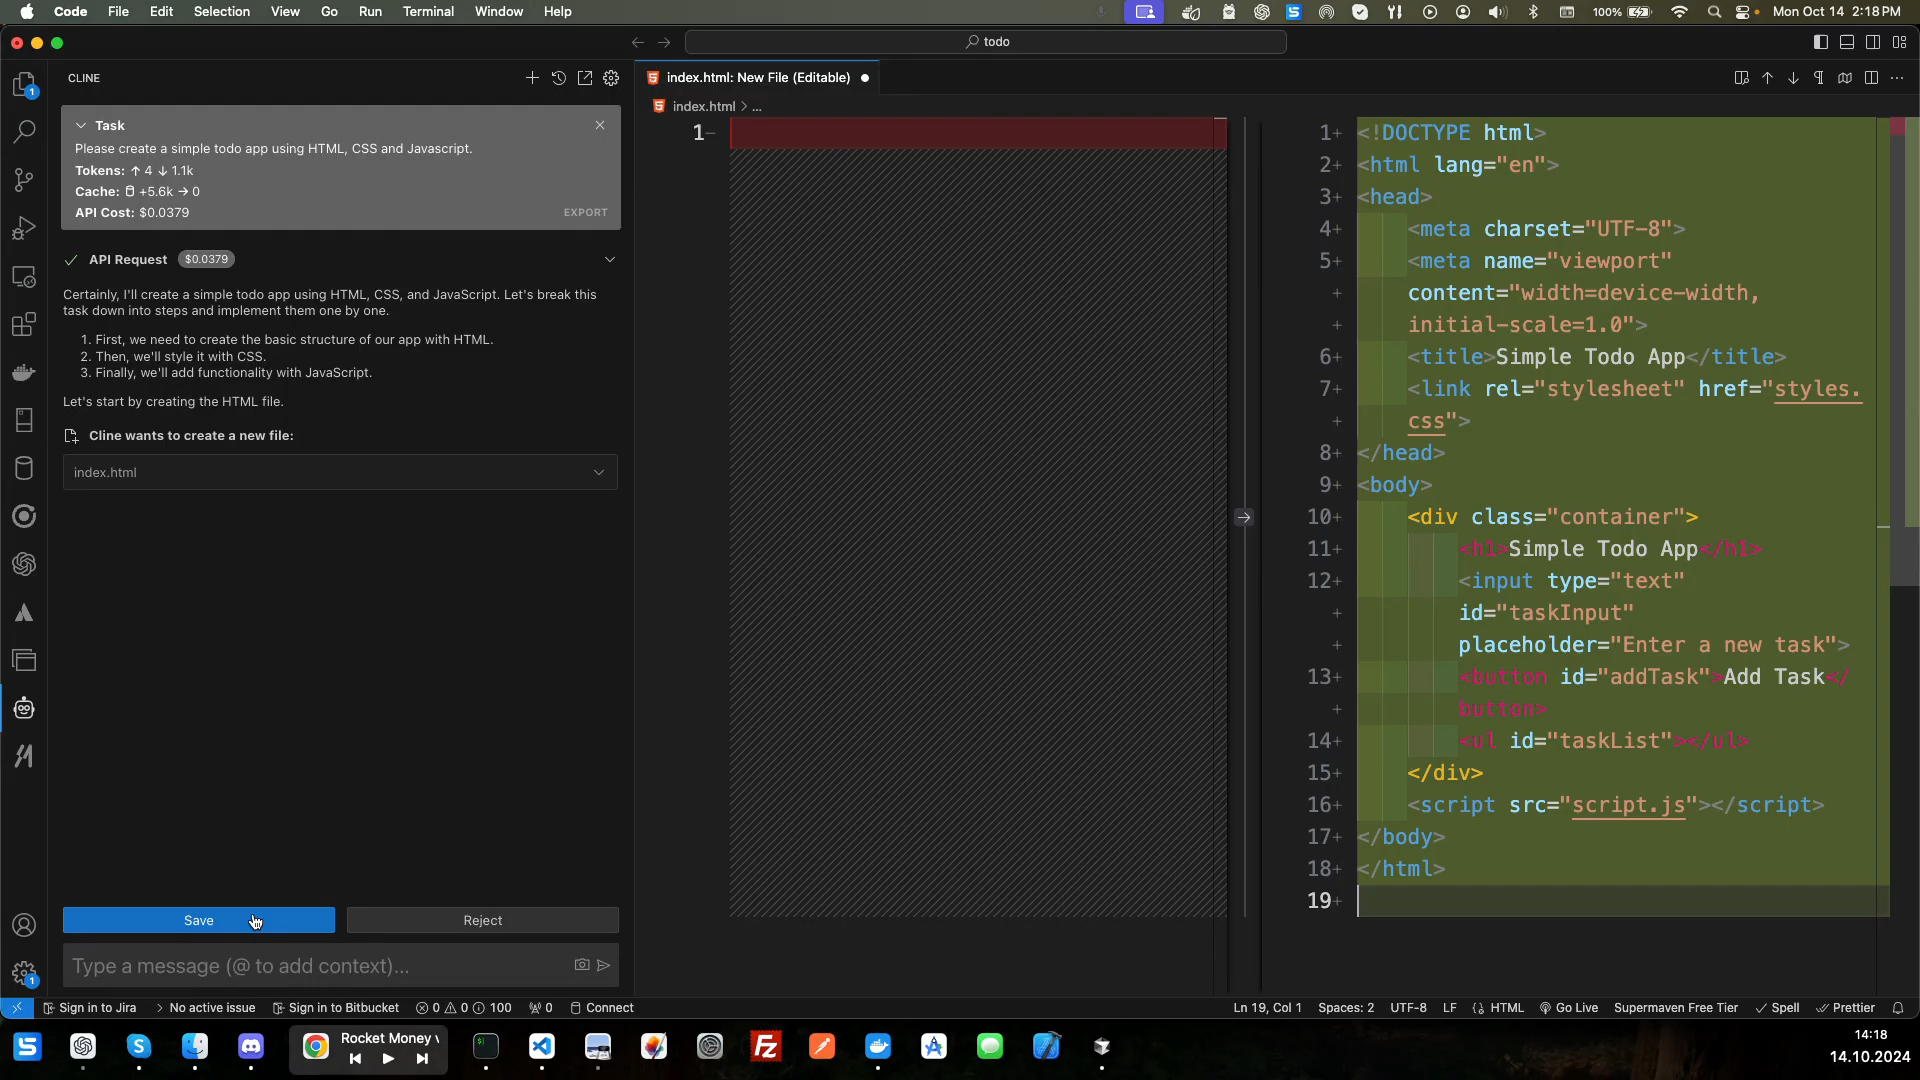 Code File Edit Selection View Go Run Terminal Window Help
100% Mon Oct 14 2:18 PM
todo
CLINE
index.html: New File (Editable)
index.html > ...
Task
Please create a simple todo app using HTML, CSS and Javascript.
Tokens: ↑ 4 ↓ 1.1k
Cache: +5.6k → 0
API Cost: $0.0379
EXPORT
API Request $0.0379
Certainly, I'll create a simple todo app using HTML, CSS, and JavaScript. Let's break this
task down into steps and implement them one by one.
1. First, we need to create the basic structure of our app with HTML.
2. Then, we'll style it with CSS.
3. Finally, we'll add functionality with JavaScript.
Let's start by creating the HTML file.
Cline wants to create a new file:
index.html
Save
Reject
Type a message (@ to add context)...
1−
1+ <!DOCTYPE html>
2+ <html lang="en">
3+ <head>
4+ <meta charset="UTF-8">
5+ <meta name="viewport"
+ content="width=device-width,
+ initial-scale=1.0">
6+ <title>Simple Todo App</title>
7+ <link rel="stylesheet" href="styles.
+ css">
8+ </head>
9+ <body>
10+ <div class="container">
11+ <h1>Simple Todo App</h1>
12+ <input type="text"
+ id="taskInput"
+ placeholder="Enter a new task">
13+ <button id="addTask">Add Task</
+ button>
14+ <ul id="taskList"></ul>
15+ </div>
16+ <script src="script.js"></script>
17+ </body>
18+ </html>
19+
Sign in to Jira > No active issue Sign in to Bitbucket 0 0 100 0 Connect
Ln 19, Col 1 Spaces: 2 UTF-8 LF {} HTML Go Live Supermaven Free Tier Spell Prettier
1
1
Rocket Money v
Fz
14:18
14.10.2024